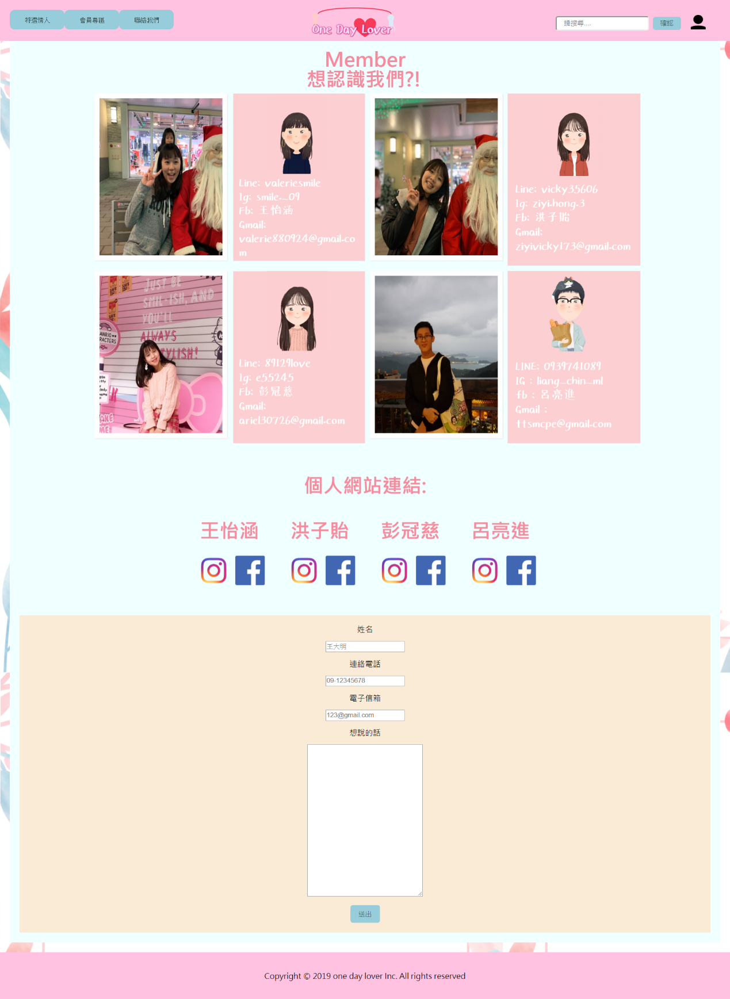 特選情人 會員專區 聯絡我們
One Day Lover
請搜尋.... 確認
Member
想認識我們?!
Line: valeriesmile
Ig: smile._.09
Fb: 王怡涵
Gmail:
valerie880924@gmail.co
m
Line: vicky35606
Ig: ziyi.hong.3
Fb: 洪子貽
Gmail:
ziyivicky173@gmail.com
JUST BE
SMIL-ISH, AND
YOU'LL
ALWAYS
STYLISH!
Line: 89129love
Ig: e55245
Fb: 彭冠慈
Gmail:
ariel30726@gmail.com
LINE: 0939741089
IG : liang_chin_ml
fb : 呂亮進
Gmail :
ttsmcpe@gmail.com
個人網站連結:
王怡涵 洪子貽 彭冠慈 呂亮進
姓名
王大明
連絡電話
09-12345678
電子信箱
123@gmail.com
想說的話
送出
Copyright © 2019 one day lover Inc. All rights reserved